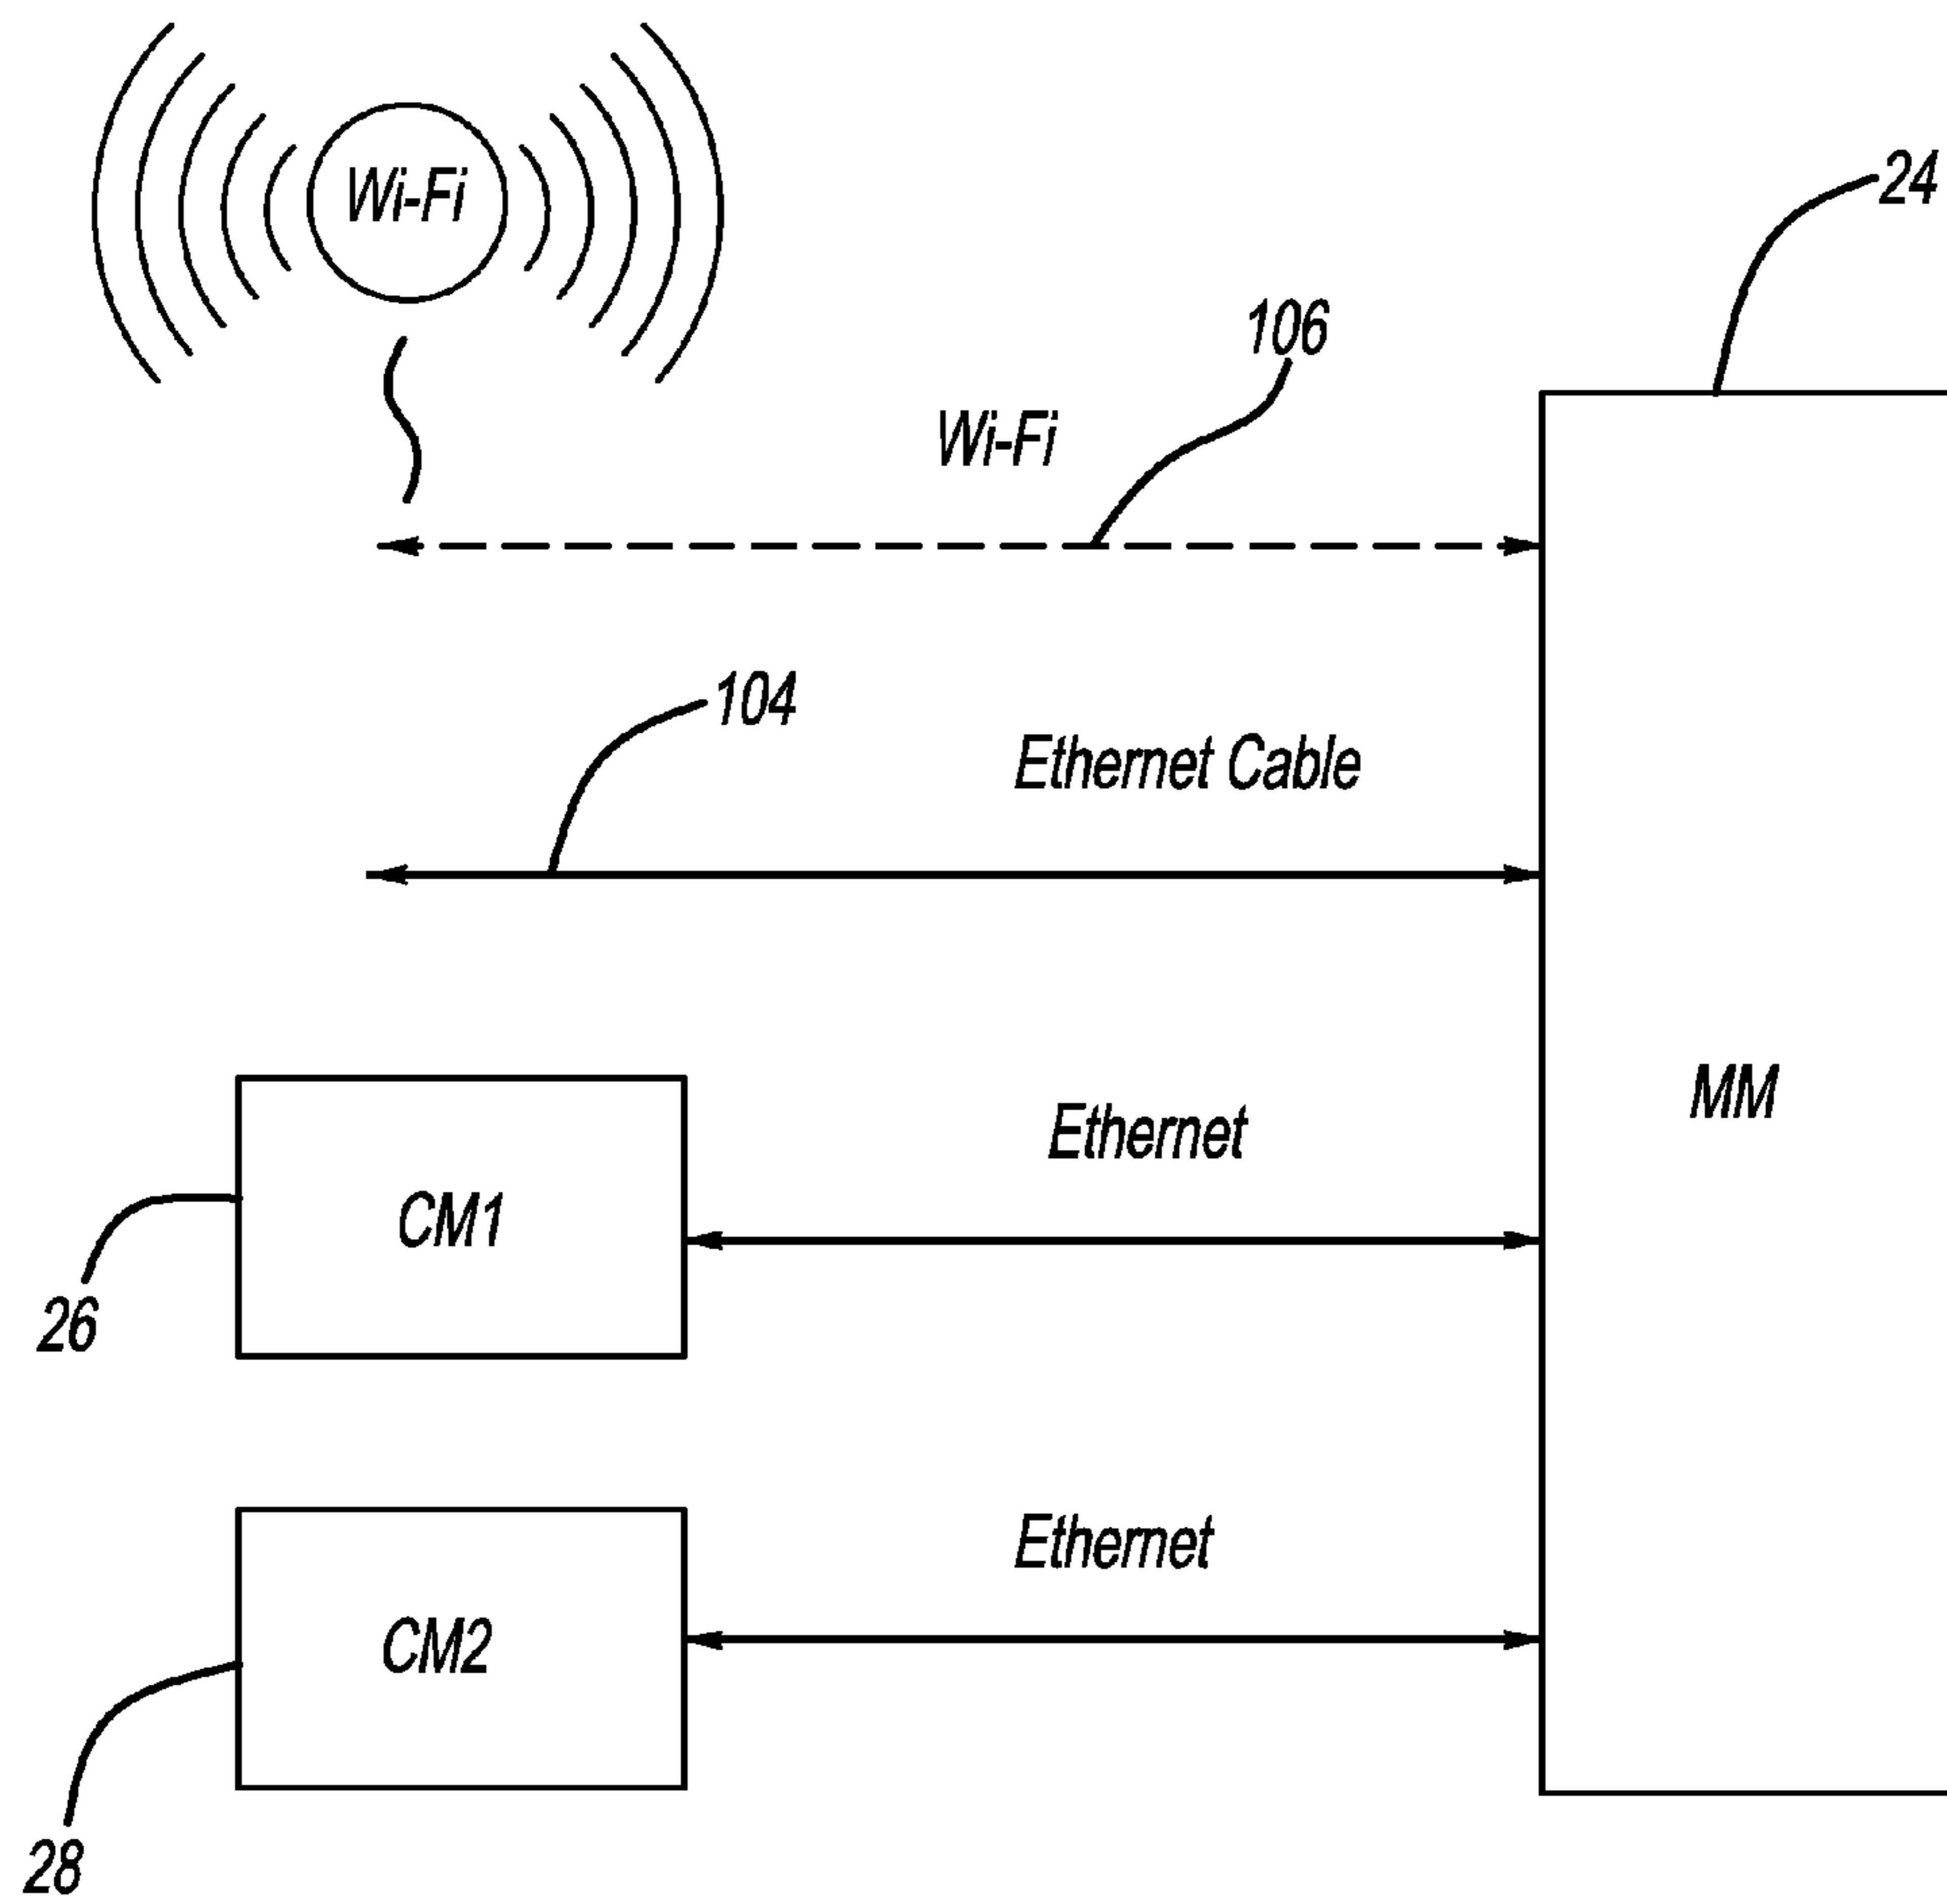 Wi-Fi
24
106
Wi-Fi
104
Ethernet Cable
MM
Ethernet
CM1
26
Ethernet
CM2
28